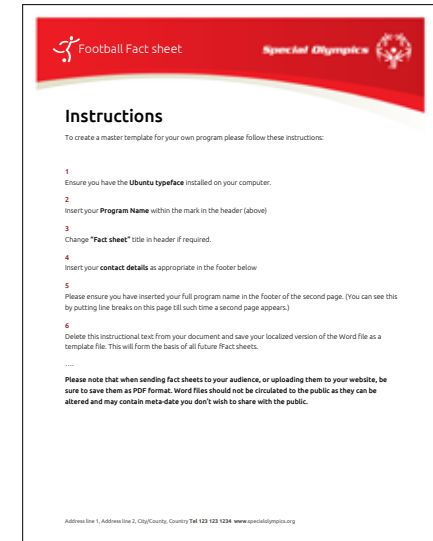 Football Fact sheet
Special Olympics
Instructions
To create a master template for your own program please follow these instructions:
1
Ensure you have the Ubuntu typeface installed on your computer.
2
Insert your Program Name within the mark in the header (above)
3
Change “Fact sheet” title in header if required.
4
Insert your contact details as appropriate in the footer below
5
Please ensure you have inserted your full program name in the footer of the second page. (You can see this
by putting line breaks on this page till such time a second page appears.)
6
Delete this instructional text from your document and save your localized version of the Word file as a
template file. This will form the basis of all future fFact sheets.
....
Please note that when sending fact sheets to your audience, or uploading them to your website, be
sure to save them as PDF format. Word files should not be circulated to the public as they can be
altered and may contain meta-date you don’t wish to share with the public.
Address line 1, Address line 2, City/County, Country Tel 123 123 1234 www.specialolympics.org